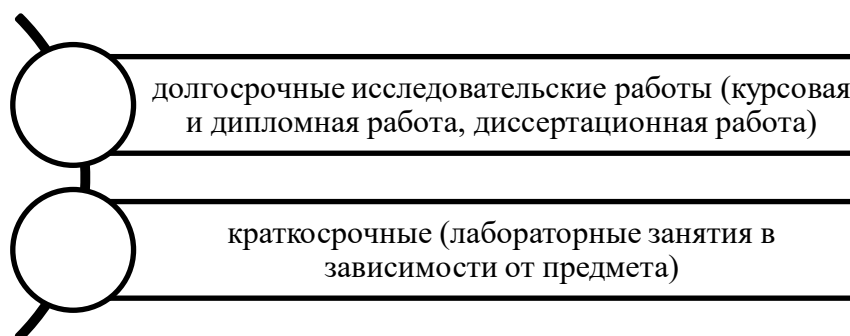 долгосрочные исследовательские работы (курсовая
и дипломная работа, диссертационная работа)
краткосрочные (лабораторные занятия в
зависимости от предмета)